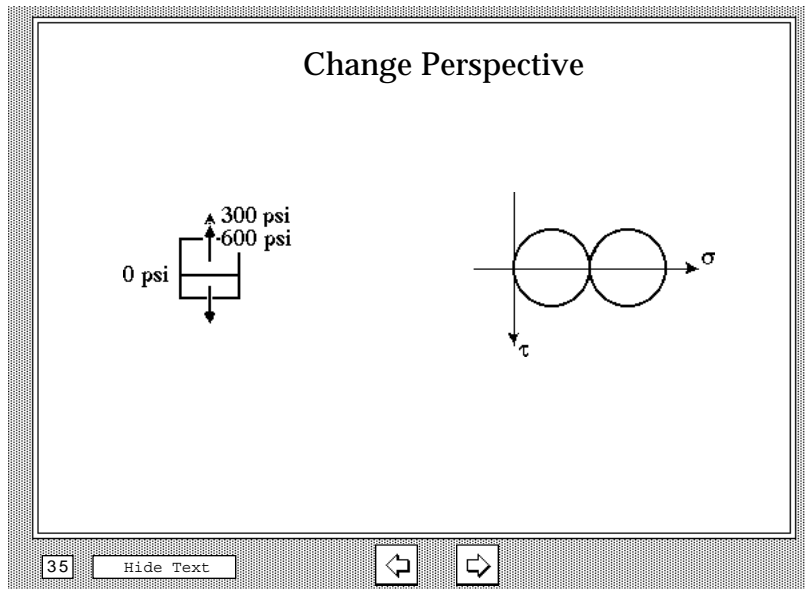 Change Perspective
300 psi
600 psi
0 psi
σ
τ
35
Hide Text